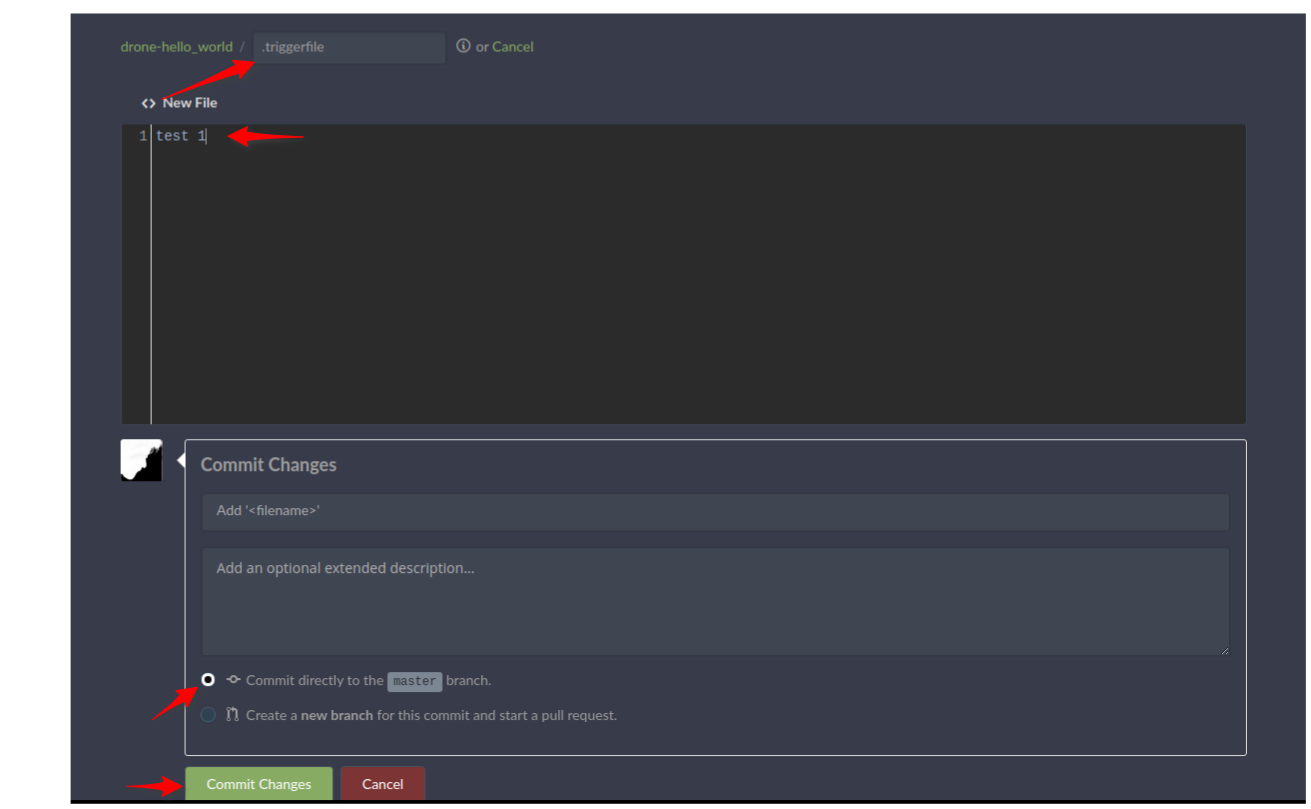 drone-hello_world / .triggerfile or Cancel
<> New File
1 test 1
Commit Changes
Add '<filename>'
Add an optional extended description...
Commit directly to the master branch.
Create a new branch for this commit and start a pull request.
Commit Changes Cancel